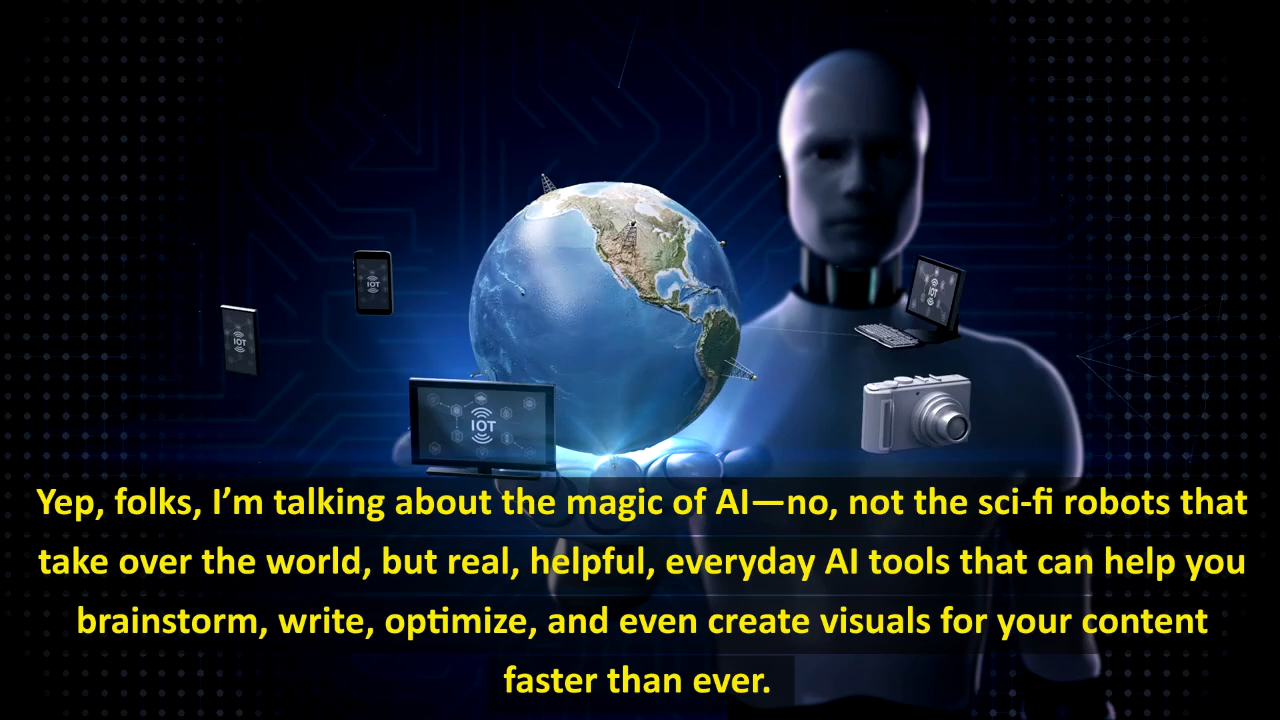 IOT
IOT
IOT
IOT
Yep, folks, I’m talking about the magic of AI—no, not the sci-fi robots that
take over the world, but real, helpful, everyday AI tools that can help you
brainstorm, write, optimize, and even create visuals for your content
faster than ever.